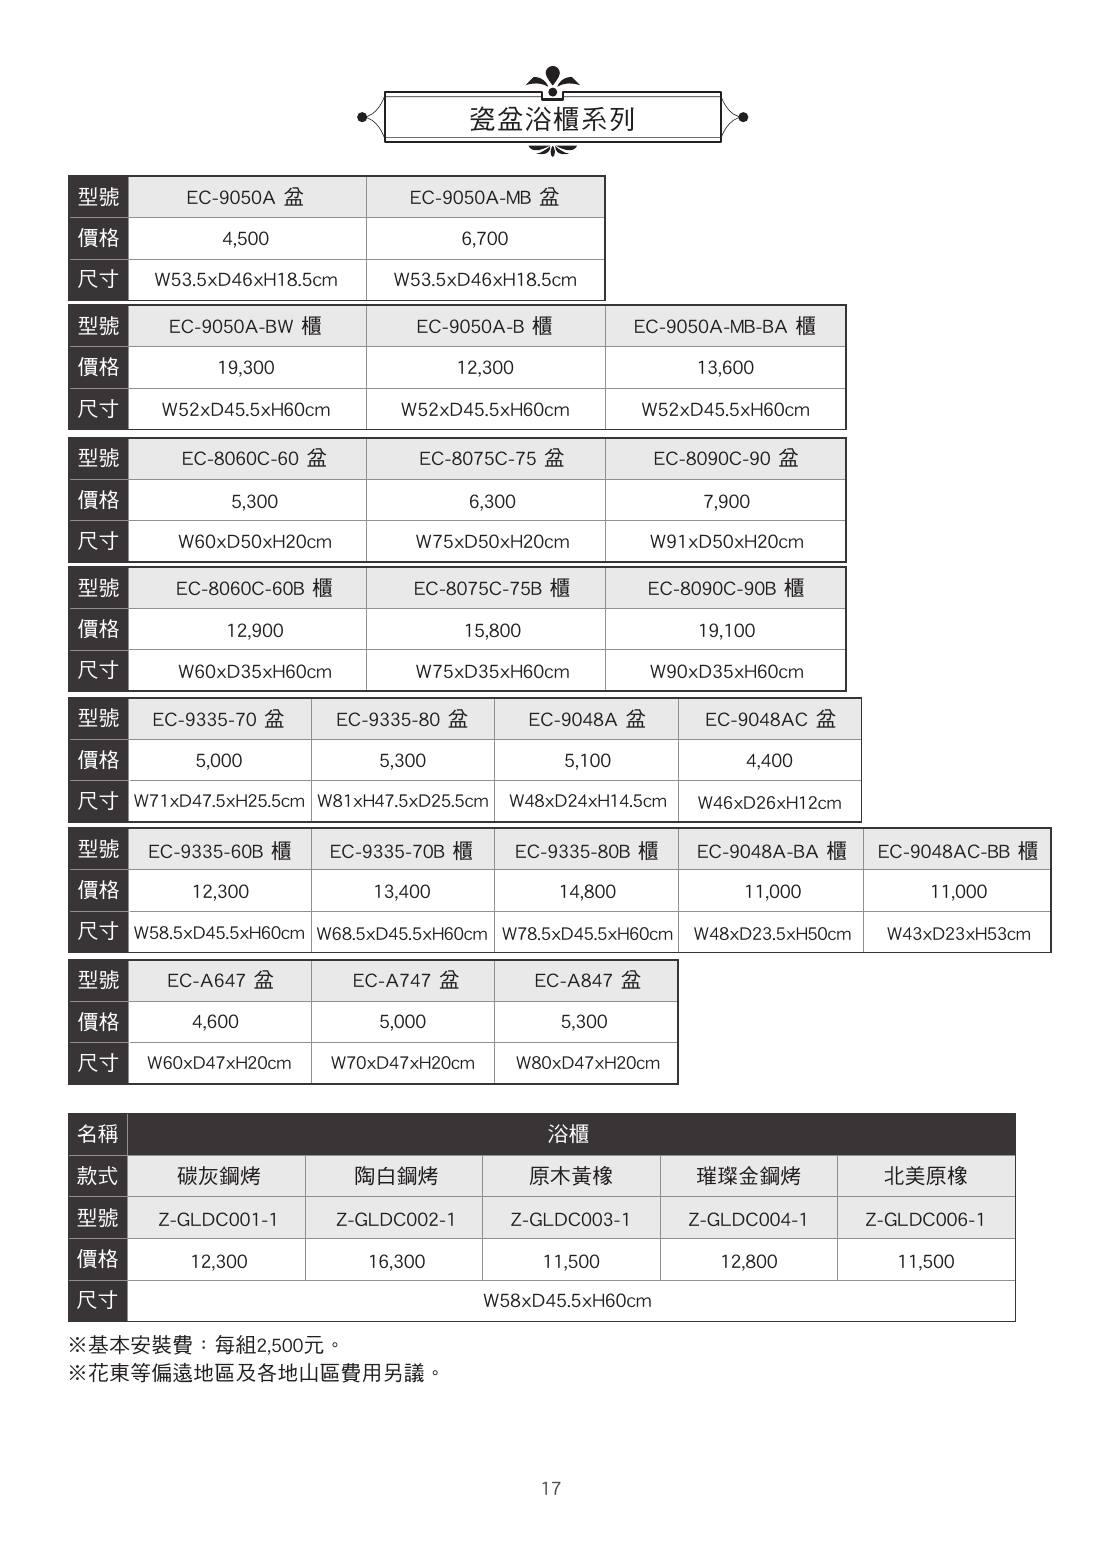 瓷盆浴櫃系列
型號 EC-9050A 盆 EC-9050A-MB 盆
價格 4,500 6,700
尺寸 W53.5xD46xH18.5cm W53.5xD46xH18.5cm
型號 EC-9050A-BW 櫃 EC-9050A-B 櫃 EC-9050A-MB-BA 櫃
價格 19,300 12,300 13,600
尺寸 W52xD45.5xH60cm W52xD45.5xH60cm W52xD45.5xH60cm
型號 EC-8060C-60 盆 EC-8075C-75 盆 EC-8090C-90 盆
價格 5,300 6,300 7,900
尺寸 W60xD50xH20cm W75xD50xH20cm W91xD50xH20cm
型號 EC-8060C-60B 櫃 EC-8075C-75B 櫃 EC-8090C-90B 櫃
價格 12,900 15,800 19,100
尺寸 W60xD35xH60cm W75xD35xH60cm W90xD35xH60cm
型號 EC-9335-70 盆 EC-9335-80 盆 EC-9048A 盆 EC-9048AC 盆
價格 5,000 5,300 5,100 4,400
尺寸 W71xD47.5xH25.5cm W81xH47.5xD25.5cm W48xD24xH14.5cm W46xD26xH12cm
型號 EC-9335-60B 櫃 EC-9335-70B 櫃 EC-9335-80B 櫃 EC-9048A-BA 櫃 EC-9048AC-BB 櫃
價格 12,300 13,400 14,800 11,000 11,000
尺寸 W58.5xD45.5xH60cm W68.5xD45.5xH60cm W78.5xD45.5xH60cm W48xD23.5xH50cm W43xD23xH53cm
型號 EC-A647 盆 EC-A747 盆 EC-A847 盆
價格 4,600 5,000 5,300
尺寸 W60xD47xH20cm W70xD47xH20cm W80xD47xH20cm
名稱 浴櫃
款式 碳灰鋼烤 陶白鋼烤 原木黃橡 璀璨金鋼烤 北美原橡
型號 Z-GLDC001-1 Z-GLDC002-1 Z-GLDC003-1 Z-GLDC004-1 Z-GLDC006-1
價格 12,300 16,300 11,500 12,800 11,500
尺寸 W58xD45.5xH60cm
※基本安裝費：每組2,500元。
※花東等偏遠地區及各地山區費用另議。
17